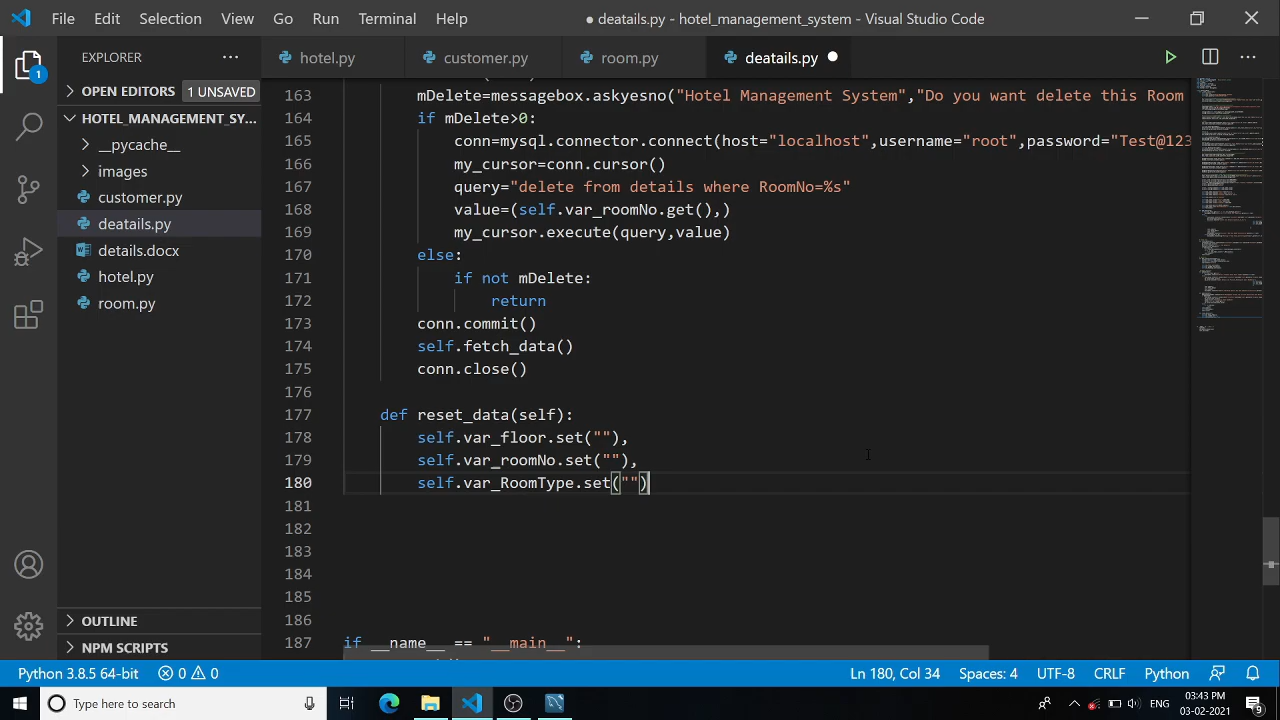 File Edit Selection View Go Run Terminal Help
● deatails.py - hotel_management_system - Visual Studio Code
EXPLORER
hotel.py customer.py room.py deatails.py
OPEN EDITORS 1 UNSAVED
HOTEL_MANAGEMENT_SY...
__pycache__
images
customer.py
deatails.py
details.docx
hotel.py
room.py
OUTLINE
NPM SCRIPTS
1
163 mDelete=messagebox.askyesno("Hotel Management System","Do you want delete this Room
164 if mDelete>0:
165 connector.connect(host="localhost",username="root",password="Test@123
166 my_cursor=conn.cursor()
167 query="delete from details where RoomNo=%s"
168 value=(self.var_roomNo.get(),)
169 my_cursor.execute(query,value)
170 else:
171 if not mDelete:
172 return
173 conn.commit()
174 self.fetch_data()
175 conn.close()
176
177 def reset_data(self):
178 self.var_floor.set(""),
179 self.var_roomNo.set(""),
180 self.var_RoomType.set("")
181
182
183
184
185
186
187 if __name__ == "__main__":
Python 3.8.5 64-bit 0 0 Ln 180, Col 34 Spaces: 4 UTF-8 CRLF Python
Type here to search
03:43 PM
03-02-2021
9